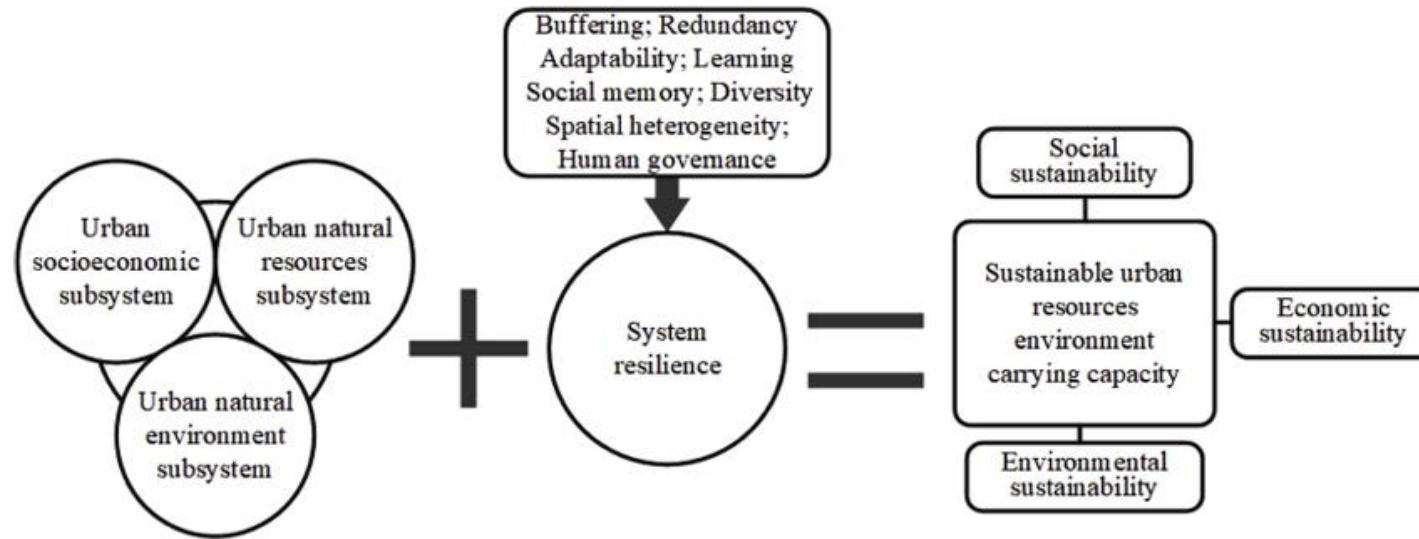 Buffering; Redundancy
Adaptability; Learning
Social memory; Diversity
Spatial heterogeneity;
Human governance
Urban
socioeconomic
subsystem
Urban natural
resources
subsystem
Urban natural
environment
subsystem
System
resilience
Social
sustainability
Sustainable urban
resources
environment
carrying capacity
Economic
sustainability
Environmental
sustainability